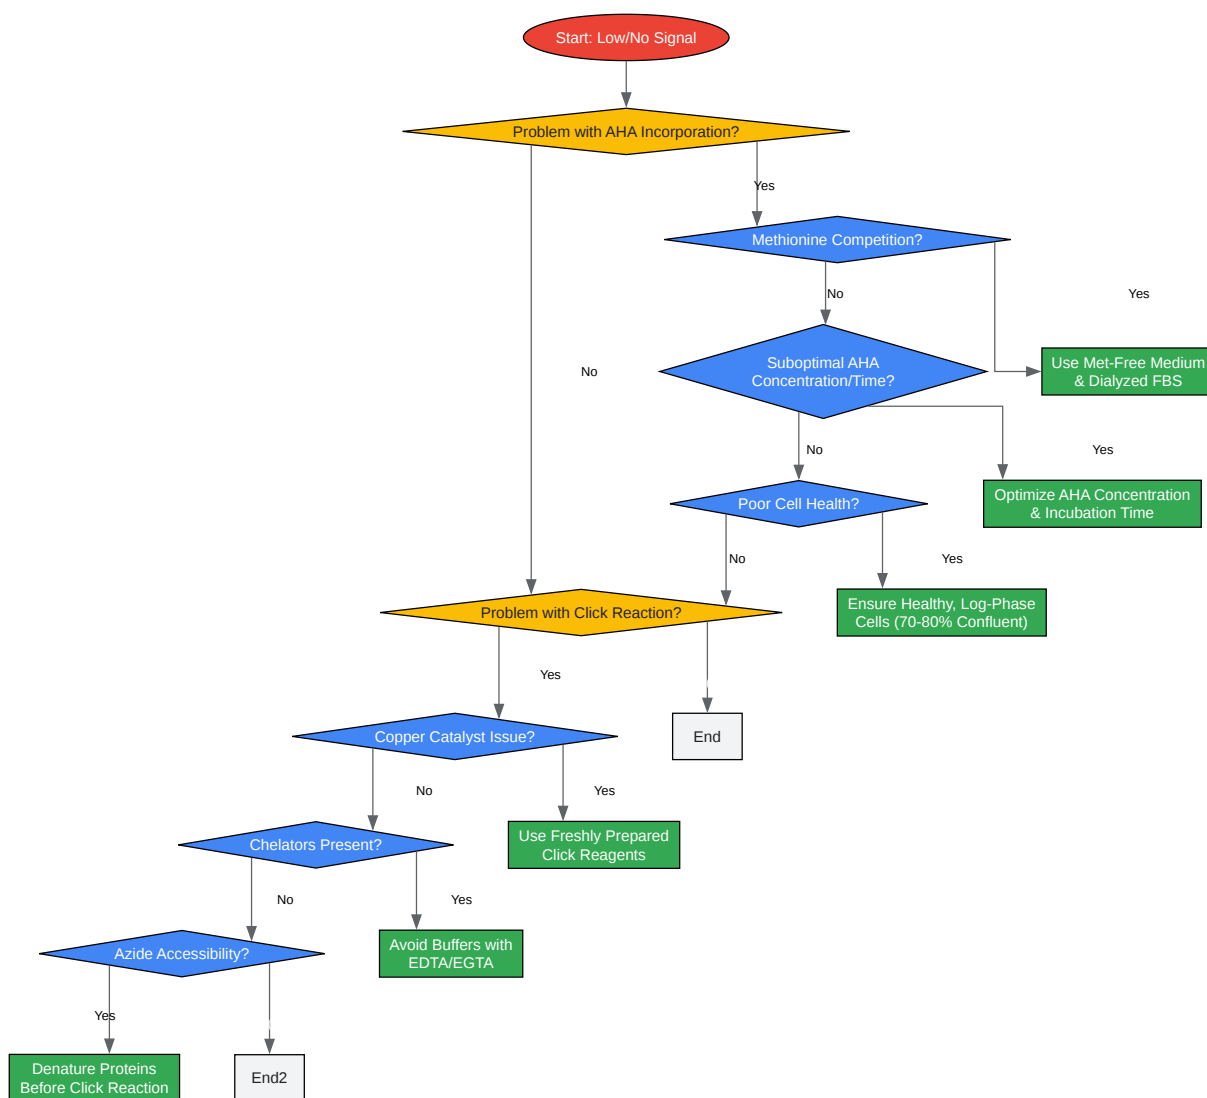 Start: Low/No Signal
Problem with AHA Incorporation?
Yes
Methionine Competition?
No
Yes
Suboptimal AHA
Concentration/Time?
Use Met-Free Medium
& Dialyzed FBS
No
No
Yes
Poor Cell Health?
Optimize AHA Concentration
& Incubation Time
No
Yes
Problem with Click Reaction?
Ensure Healthy, Log-Phase
Cells (70-80% Confluent)
Yes
Copper Catalyst Issue?
End
No
Yes
Chelators Present?
Use Freshly Prepared
Click Reagents
No
Yes
Azide Accessibility?
Avoid Buffers with
EDTA/EGTA
Yes
Denature Proteins
Before Click Reaction
End2